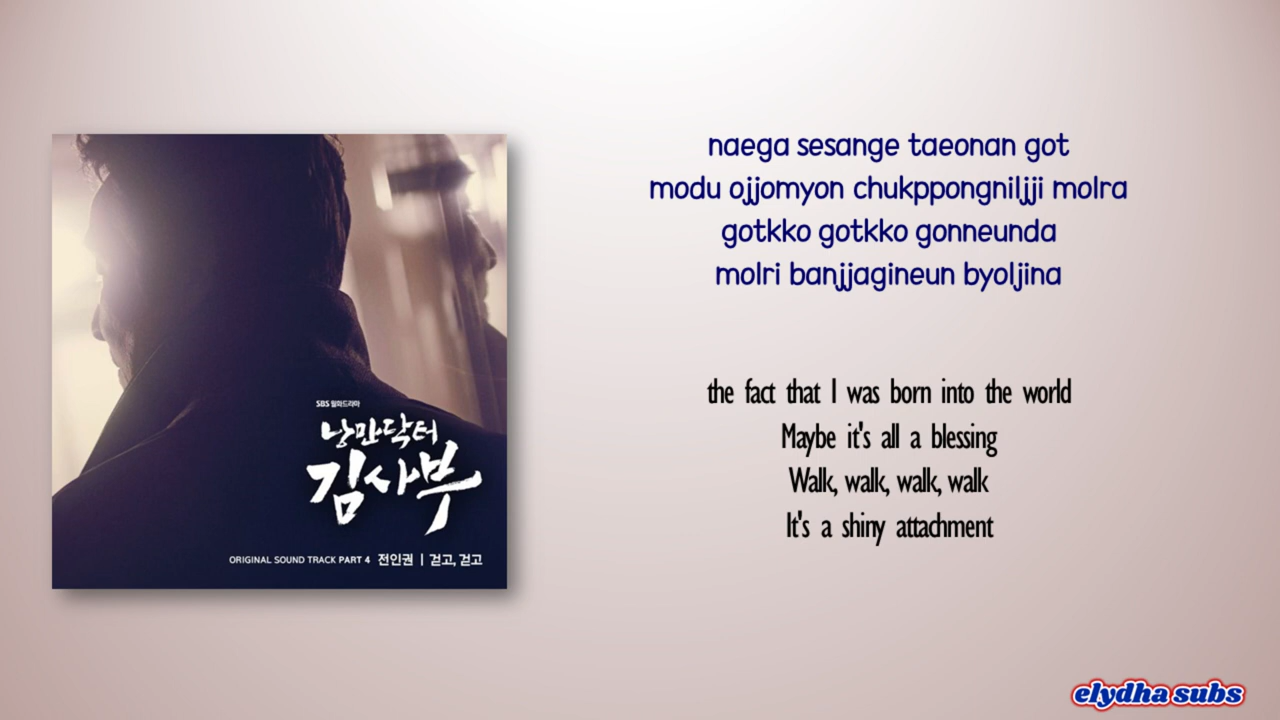 SBS 월화드라마
낭만닥터
김사부
ORIGINAL SOUND TRACK PART 4 전인권 | 걷고, 걷고
naega sesange taeonan got
modu ojjomyon chukppongniljji molra
gotkko gotkko gonneunda
molri banjjagineun byoljina
the fact that I was born into the world
Maybe it's all a blessing
Walk, walk, walk, walk
It's a shiny attachment
elydha subs